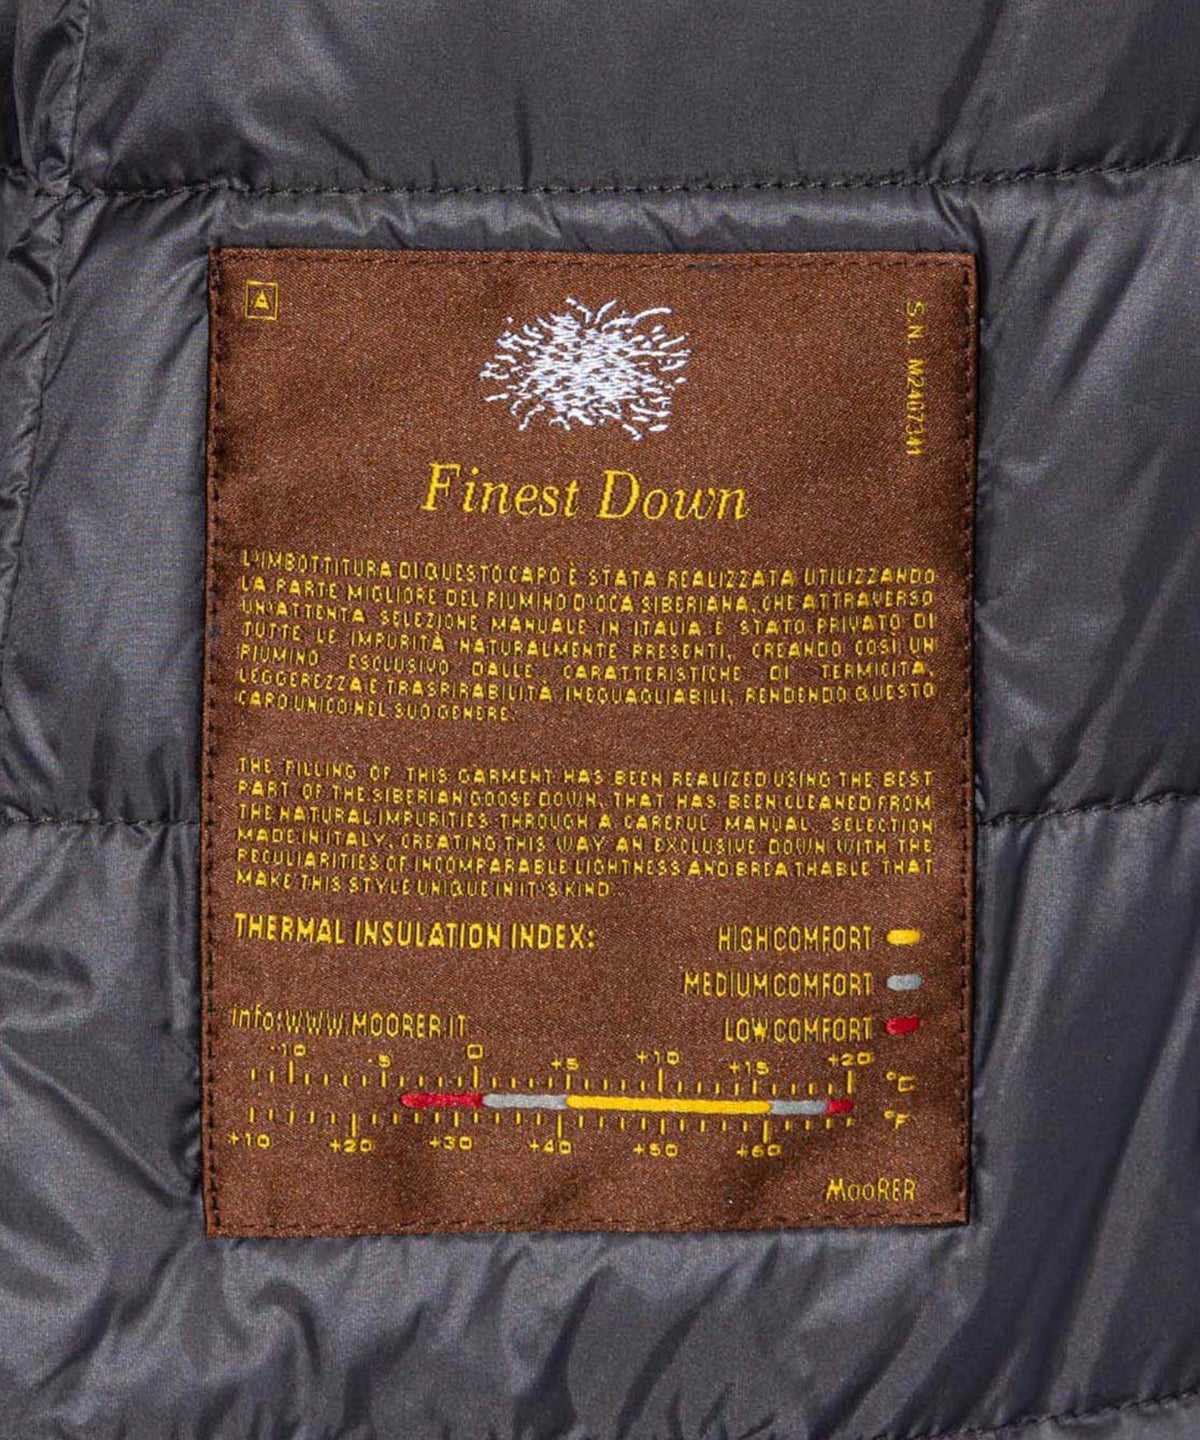 A
S.N. M2407341
Finest Down
L'IMBOTTITURA DI QUESTO CAPO È STATA REALIZZATA UTILIZZANDO
LA PARTE MIGLIORE DEL PIUMINO D'OCA SIBERIANA, CHE ATTRAVERSO
UN'ATTENTA SELEZIONE MANUALE IN ITALIA È STATO PRIVATO DI
TUTTE LE IMPURITÀ NATURALMENTE PRESENTI, CREANDO COSÌ UN
PIUMINO ESCLUSIVO DALLE CARATTERISTICHE DI TERMICITÀ,
LEGGEREZZA E TRASPIRABILITÀ INEGUAGLIABILI, RENDENDO QUESTO
CAPO UNICO NEL SUO GENERE.
THE FILLING OF THIS GARMENT HAS BEEN REALIZED USING THE BEST
PART OF THE SIBERIAN GOOSE DOWN, THAT HAS BEEN CLEANED FROM
THE NATURAL IMPURITIES THROUGH A CAREFUL MANUAL SELECTION
MADE IN ITALY, CREATING THIS WAY AN EXCLUSIVE DOWN WITH THE
PECULIARITIES OF INCOMPARABLE LIGHTNESS AND BREATHABLE THAT
MAKE THIS STYLE UNIQUE IN IT'S KIND.
THERMAL INSULATION INDEX: HIGH COMFORT
MEDIUM COMFORT
info: WWW.MOORER.IT LOW COMFORT
-10 -5 0 +5 +10 +15 +20
°C
°F
+10 +20 +30 +40 +50 +60
MOORER